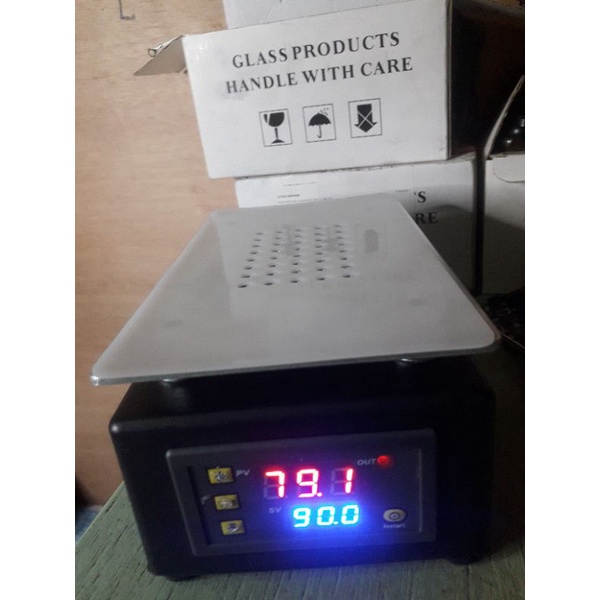 GLASS PRODUCTS
HANDLE WITH CARE
'S
RE
PV
OUT
79.1
SV
90.0